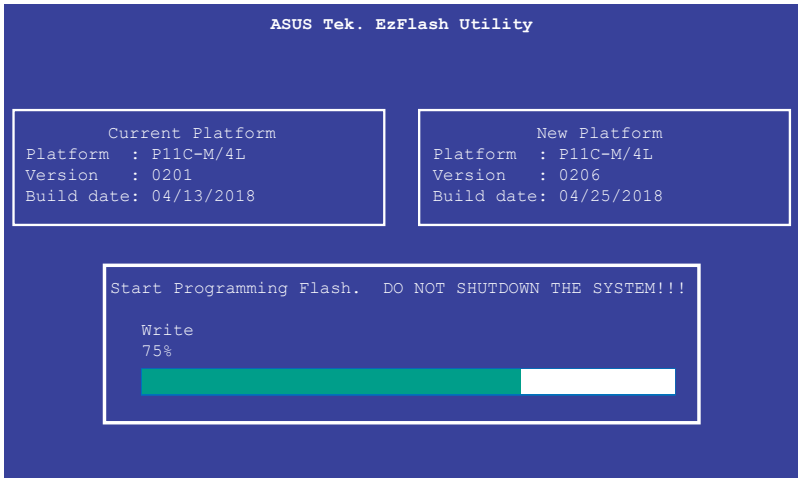 ASUS Tek. EzFlash Utility
Current Platform
Platform  : P11C-M/4L
Version   : 0201
Build date: 04/13/2018
New Platform
Platform  : P11C-M/4L
Version   : 0206
Build date: 04/25/2018
Start Programming Flash.  DO NOT SHUTDOWN THE SYSTEM!!!
Write
75%